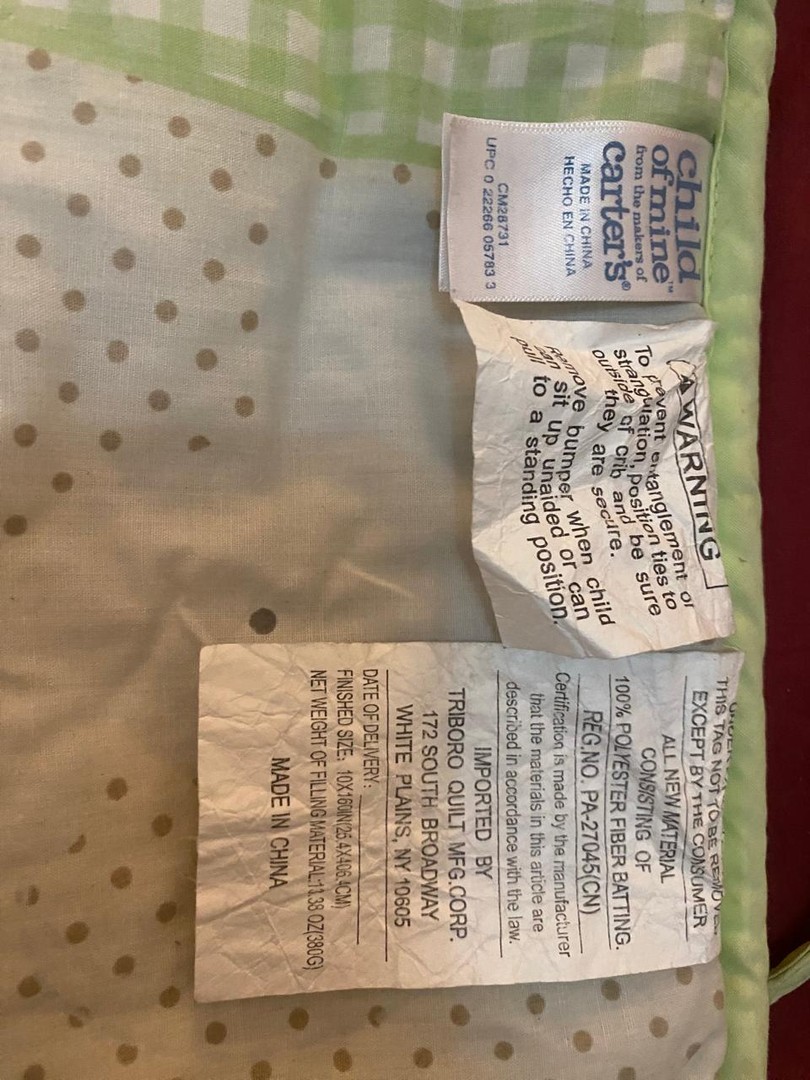 child
of mine™
from the makers of
carter's®
MADE IN CHINA
HECHO EN CHINA
CM28731
UPC 0 22266 05783 3
WARNING
To prevent entanglement or
strangulation, position ties to
outside of crib and be sure
they are secure.
Remove bumper when child
can sit up unaided or can
pull to a standing position.
UNDER
THIS TAG NOT TO BE REMOVE
EXCEPT BY THE CONSUMER
ALL NEW MATERIAL
CONSISTING OF
100% POLYESTER FIBER BATTING.
REG.NO. PA-27045(CN)
Certification is made by the manufacturer
that the materials in this article are
described in accordance with the law.
IMPORTED BY
TRIBORO QUILT MFG.CORP.
172 SOUTH BROADWAY
WHITE PLAINS, NY 10605
DATE OF DELIVERY:
FINISHED SIZE: 10X160IN(25.4X406.4CM)
NET WEIGHT OF FILLING MATERIAL:13.38 OZ(380G)
MADE IN CHINA